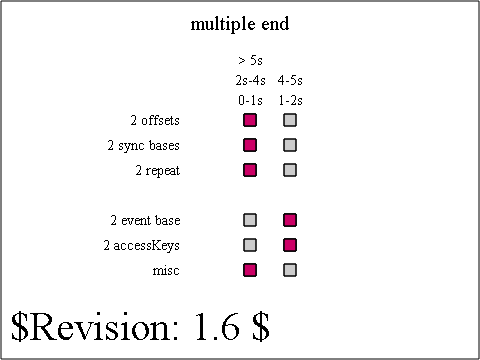 multiple end
> 5s
2s-4s 4-5s
0-1s 1-2s
2 offsets
2 sync bases
2 repeat
2 event base
2 accessKeys
misc
$Revision: 1.6 $